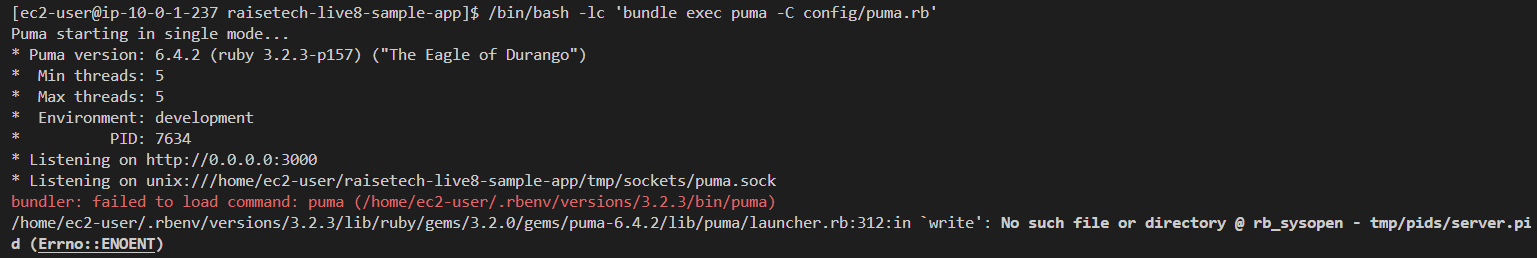 [ec2-user@ip-10-0-1-237 raisetech-live8-sample-app]$ /bin/bash -lc 'bundle exec puma -C config/puma.rb'
Puma starting in single mode...
* Puma version: 6.4.2 (ruby 3.2.3-p157) ("The Eagle of Durango")
*  Min threads: 5
*  Max threads: 5
*  Environment: development
*          PID: 7634
* Listening on http://0.0.0.0:3000
* Listening on unix:///home/ec2-user/raisetech-live8-sample-app/tmp/sockets/puma.sock
bundler: failed to load command: puma (/home/ec2-user/.rbenv/versions/3.2.3/bin/puma)
/home/ec2-user/.rbenv/versions/3.2.3/lib/ruby/gems/3.2.0/gems/puma-6.4.2/lib/puma/launcher.rb:312:in `write': No such file or directory @ rb_sysopen - tmp/pids/server.pi
d (Errno::ENOENT)